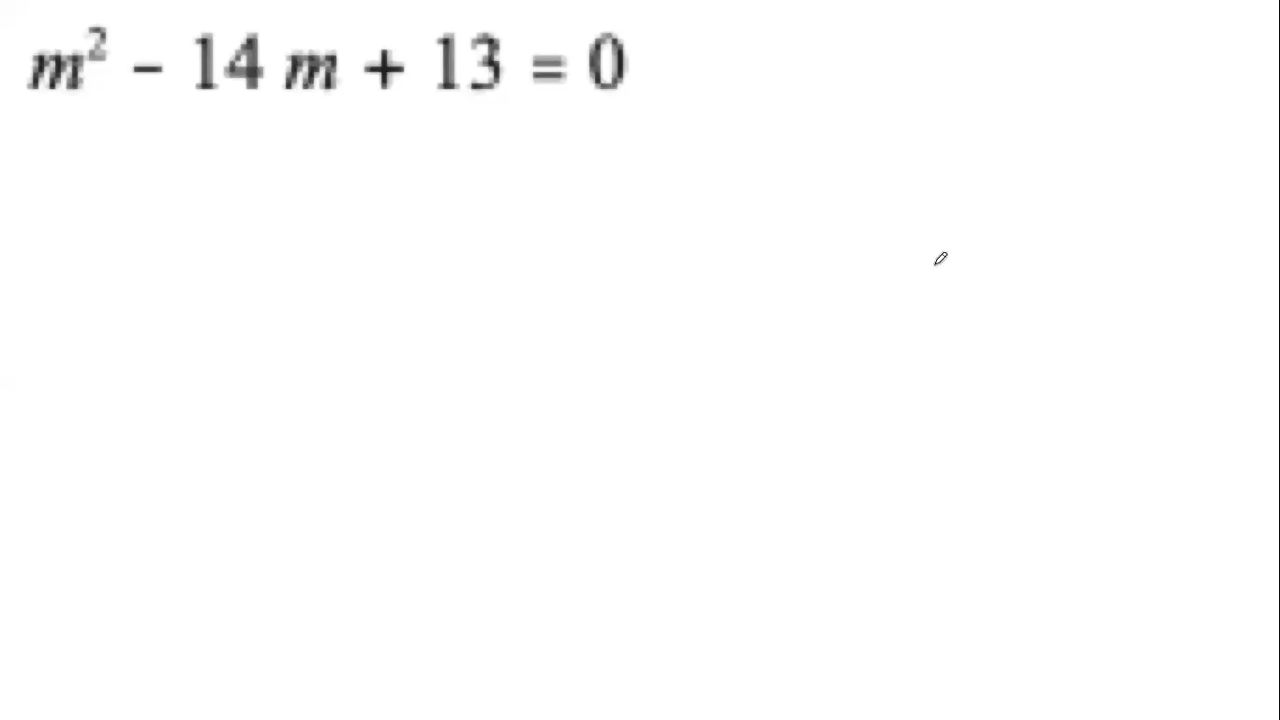 m² – 14 m + 13 = 0